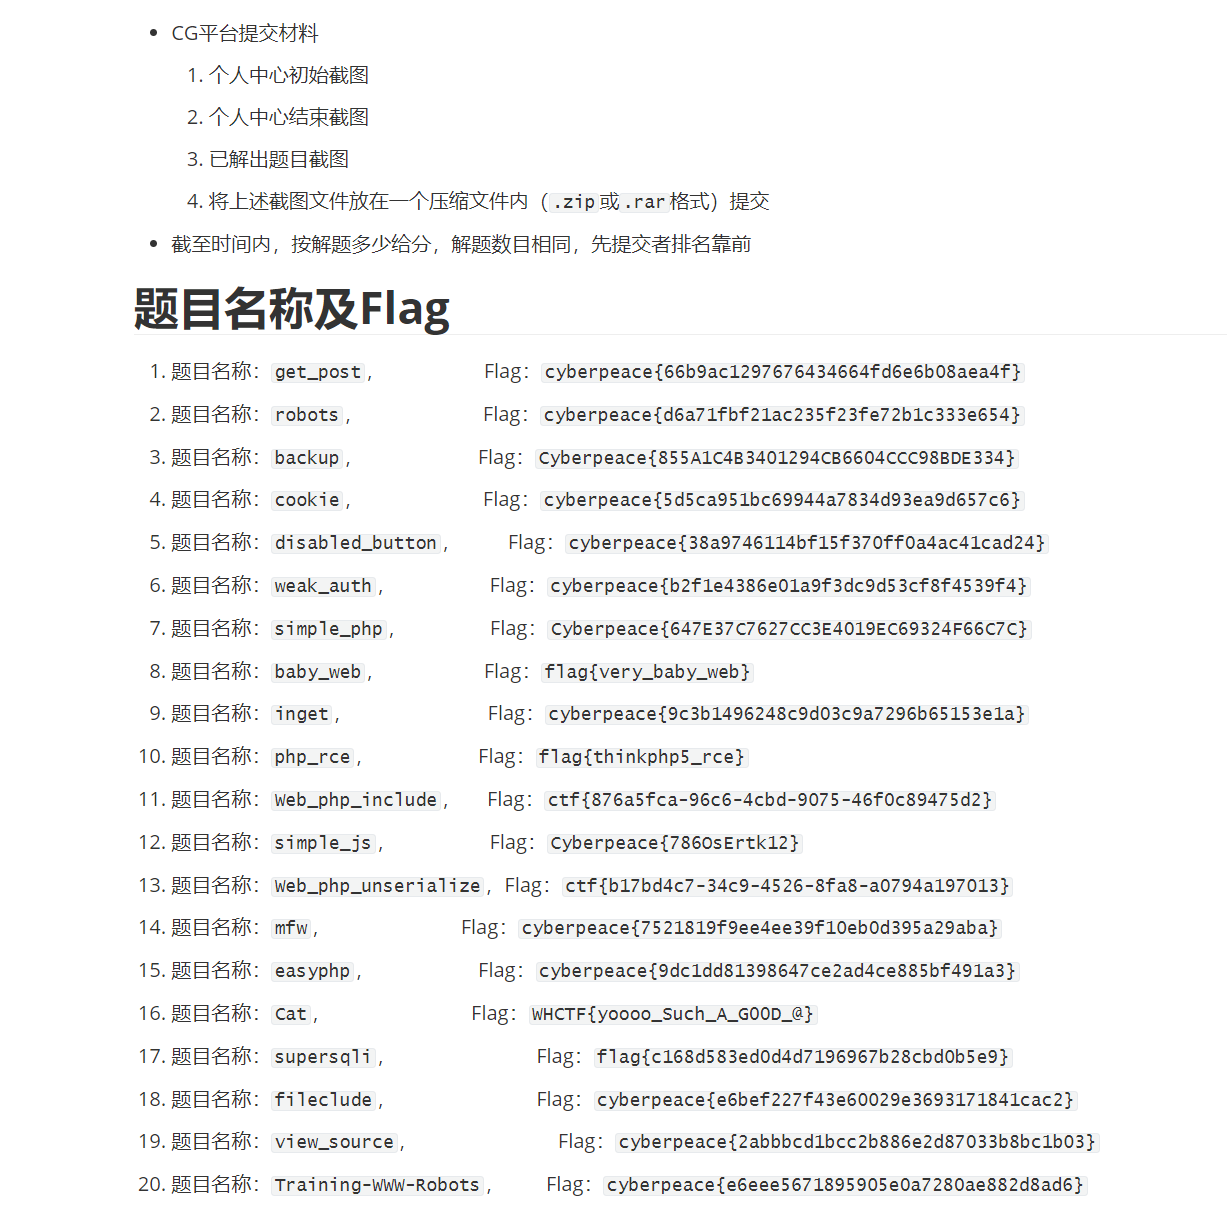 CG平台提交材料
1. 个人中心初始截图
2. 个人中心结束截图
3. 已解出题目截图
4. 将上述截图文件放在一个压缩文件内（.zip或.rar格式）提交
截至时间内，按解题多少给分，解题数目相同，先提交者排名靠前
题目名称及Flag
1. 题目名称：get_post， Flag：cyberpeace{66b9ac1297676434664fd6e6b08aea4f}
2. 题目名称：robots， Flag：cyberpeace{d6a71fbf21ac235f23fe72b1c333e654}
3. 题目名称：backup， Flag：Cyberpeace{855A1C4B3401294CB6604CCC98BDE334}
4. 题目名称：cookie， Flag：cyberpeace{5d5ca951bc69944a7834d93ea9d657c6}
5. 题目名称：disabled_button， Flag：cyberpeace{38a9746114bf15f370ff0a4ac41cad24}
6. 题目名称：weak_auth， Flag：cyberpeace{b2f1e4386e01a9f3dc9d53cf8f4539f4}
7. 题目名称：simple_php， Flag：Cyberpeace{647E37C7627CC3E4019EC69324F66C7C}
8. 题目名称：baby_web， Flag：flag{very_baby_web}
9. 题目名称：inget， Flag：cyberpeace{9c3b1496248c9d03c9a7296b65153e1a}
10. 题目名称：php_rce， Flag：flag{thinkphp5_rce}
11. 题目名称：Web_php_include， Flag：ctf{876a5fca-96c6-4cbd-9075-46f0c89475d2}
12. 题目名称：simple_js， Flag：Cyberpeace{786OsErtk12}
13. 题目名称：Web_php_unserialize，Flag：ctf{b17bd4c7-34c9-4526-8fa8-a0794a197013}
14. 题目名称：mfw， Flag：cyberpeace{7521819f9ee4ee39f10eb0d395a29aba}
15. 题目名称：easyphp， Flag：cyberpeace{9dc1dd81398647ce2ad4ce885bf491a3}
16. 题目名称：Cat， Flag：WHCTF{yoooo_Such_A_G00D_@}
17. 题目名称：supersqli， Flag：flag{c168d583ed0d4d7196967b28cbd0b5e9}
18. 题目名称：fileclude， Flag：cyberpeace{e6bef227f43e60029e3693171841cac2}
19. 题目名称：view_source， Flag：cyberpeace{2abbbcd1bcc2b886e2d87033b8bc1b03}
20. 题目名称：Training-WWW-Robots， Flag：cyberpeace{e6eee5671895905e0a7280ae882d8ad6}